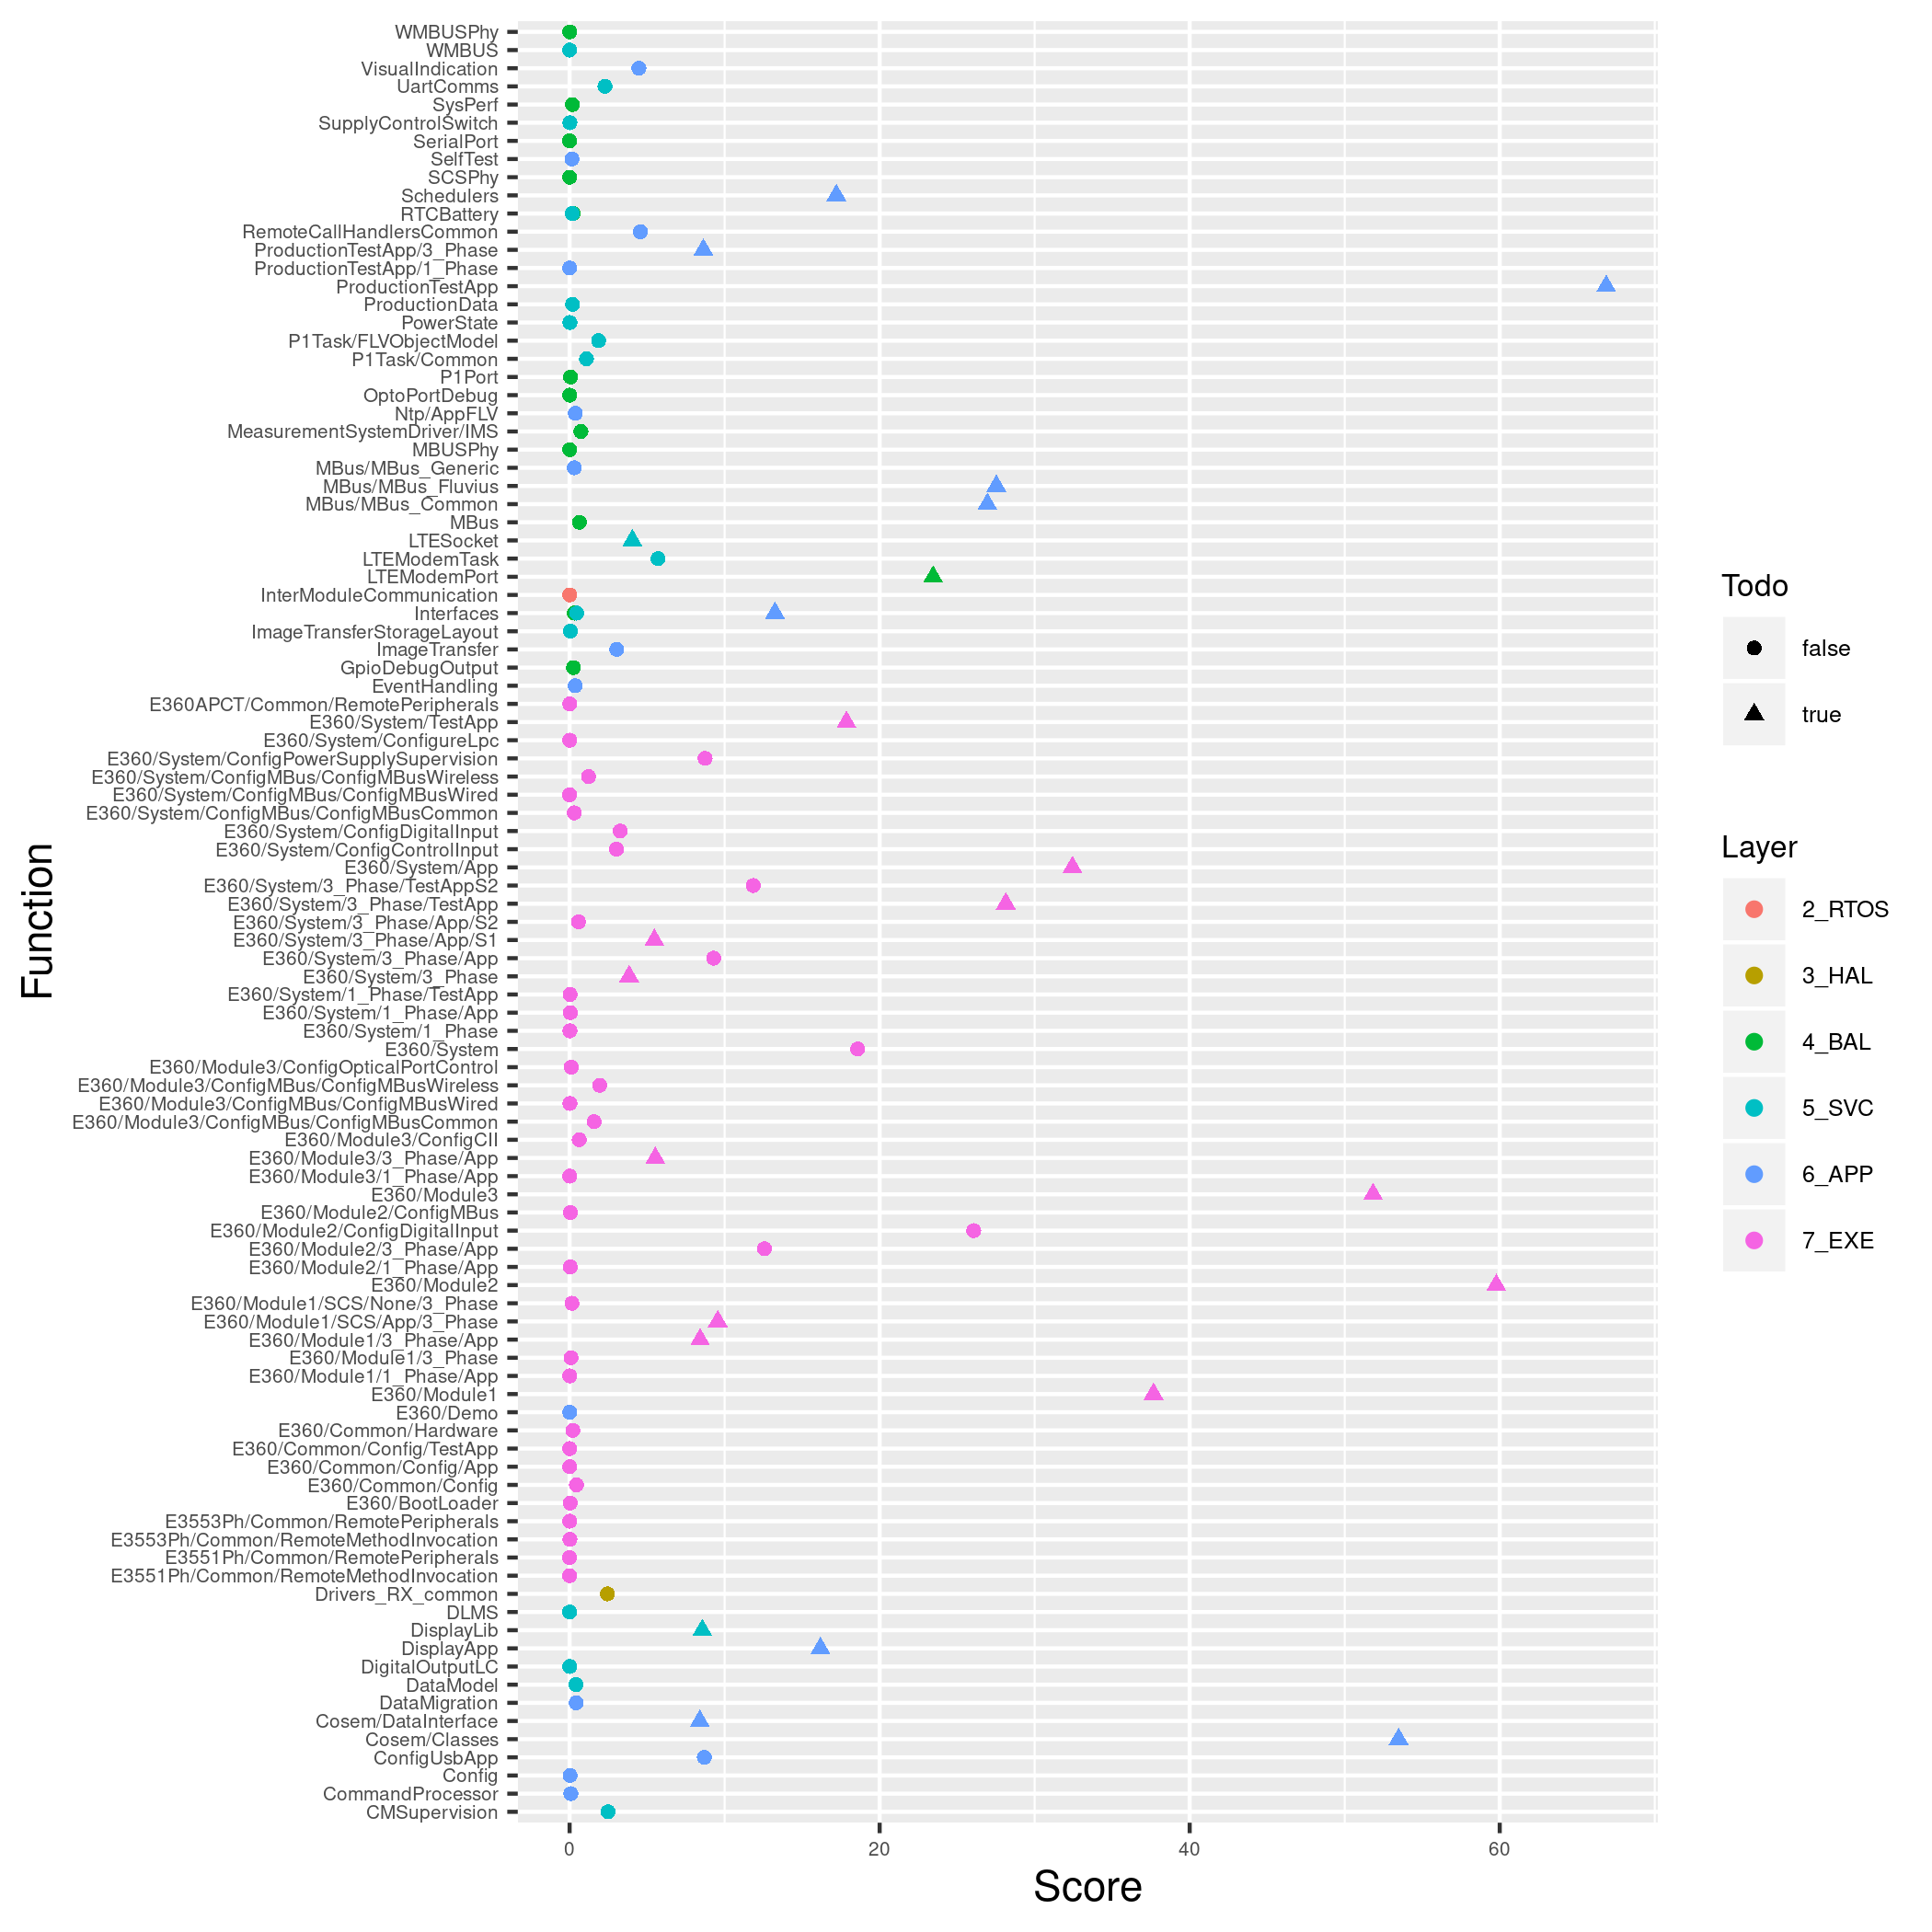 WMBUSPhy
WMBUS
VisualIndication
UartComms
SysPerf
SupplyControlSwitch
SerialPort
SelfTest
SCSPhy
Schedulers
RTCBattery
RemoteCallHandlersCommon
ProductionTestApp/3_Phase
ProductionTestApp/1_Phase
ProductionTestApp
ProductionData
PowerState
P1Task/FLVObjectModel
P1Task/Common
P1Port
OptoPortDebug
Ntp/AppFLV
MeasurementSystemDriver/IMS
MBUSPhy
MBus/MBus_Generic
MBus/MBus_Fluvius
MBus/MBus_Common
MBus
LTESocket
LTEModemTask
LTEModemPort
InterModuleCommunication
Interfaces
ImageTransferStorageLayout
ImageTransfer
GpioDebugOutput
EventHandling
E360APCT/Common/RemotePeripherals
E360/System/TestApp
E360/System/ConfigureLpc
E360/System/ConfigPowerSupplySupervision
E360/System/ConfigMBus/ConfigMBusWireless
E360/System/ConfigMBus/ConfigMBusWired
E360/System/ConfigMBus/ConfigMBusCommon
E360/System/ConfigDigitalInput
E360/System/ConfigControlInput
E360/System/App
E360/System/3_Phase/TestAppS2
E360/System/3_Phase/TestApp
E360/System/3_Phase/App/S2
E360/System/3_Phase/App/S1
E360/System/3_Phase/App
E360/System/3_Phase
E360/System/1_Phase/TestApp
E360/System/1_Phase/App
E360/System/1_Phase
E360/System
E360/Module3/ConfigOpticalPortControl
E360/Module3/ConfigMBus/ConfigMBusWireless
E360/Module3/ConfigMBus/ConfigMBusWired
E360/Module3/ConfigMBus/ConfigMBusCommon
E360/Module3/ConfigCII
E360/Module3/3_Phase/App
E360/Module3/1_Phase/App
E360/Module3
E360/Module2/ConfigMBus
E360/Module2/ConfigDigitalInput
E360/Module2/3_Phase/App
E360/Module2/1_Phase/App
E360/Module2
E360/Module1/SCS/None/3_Phase
E360/Module1/SCS/App/3_Phase
E360/Module1/3_Phase/App
E360/Module1/3_Phase
E360/Module1/1_Phase/App
E360/Module1
E360/Demo
E360/Common/Hardware
E360/Common/Config/TestApp
E360/Common/Config/App
E360/Common/Config
E360/BootLoader
E3553Ph/Common/RemotePeripherals
E3553Ph/Common/RemoteMethodInvocation
E3551Ph/Common/RemotePeripherals
E3551Ph/Common/RemoteMethodInvocation
Drivers_RX_common
DLMS
DisplayLib
DisplayApp
DigitalOutputLC
DataModel
DataMigration
Cosem/DataInterface
Cosem/Classes
ConfigUsbApp
Config
CommandProcessor
CMSupervision
0 20 40 60
Score
Function
Todo
false
true
Layer
2_RTOS
3_HAL
4_BAL
5_SVC
6_APP
7_EXE